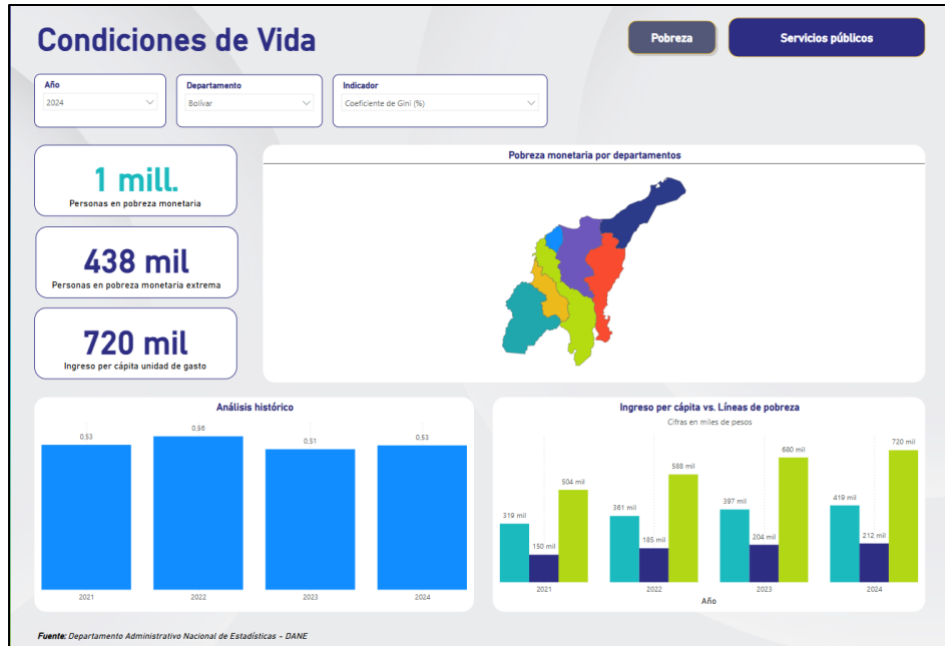 Condiciones de Vida
Pobreza
Servicios públicos
Año
2024
Departamento
Bolívar
Indicador
Coeficiente de Gini (%)
1 mill.
Personas en pobreza monetaria
438 mil
Personas en pobreza monetaria extrema
720 mil
Ingreso per cápita unidad de gasto
Pobreza monetaria por departamentos
Análisis histórico
0,53
0,56
0,51
0,53
2021
2022
2023
2024
Ingreso per cápita vs. Líneas de pobreza
Cifras en miles de pesos
319 mil
150 mil
504 mil
361 mil
185 mil
588 mil
397 mil
204 mil
680 mil
419 mil
212 mil
720 mil
2021
2022
2023
2024
Año
Fuente: Departamento Administrativo Nacional de Estadísticas - DANE